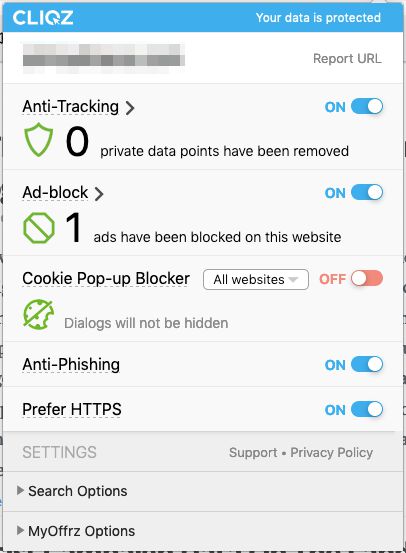 CLIQZ Your data is protected
Report URL
Anti-Tracking ON
0 private data points have been removed
Ad-block ON
1 ads have been blocked on this website
Cookie Pop-up Blocker All websites OFF
Dialogs will not be hidden
Anti-Phishing ON
Prefer HTTPS ON
SETTINGS Support • Privacy Policy
Search Options
MyOffrz Options